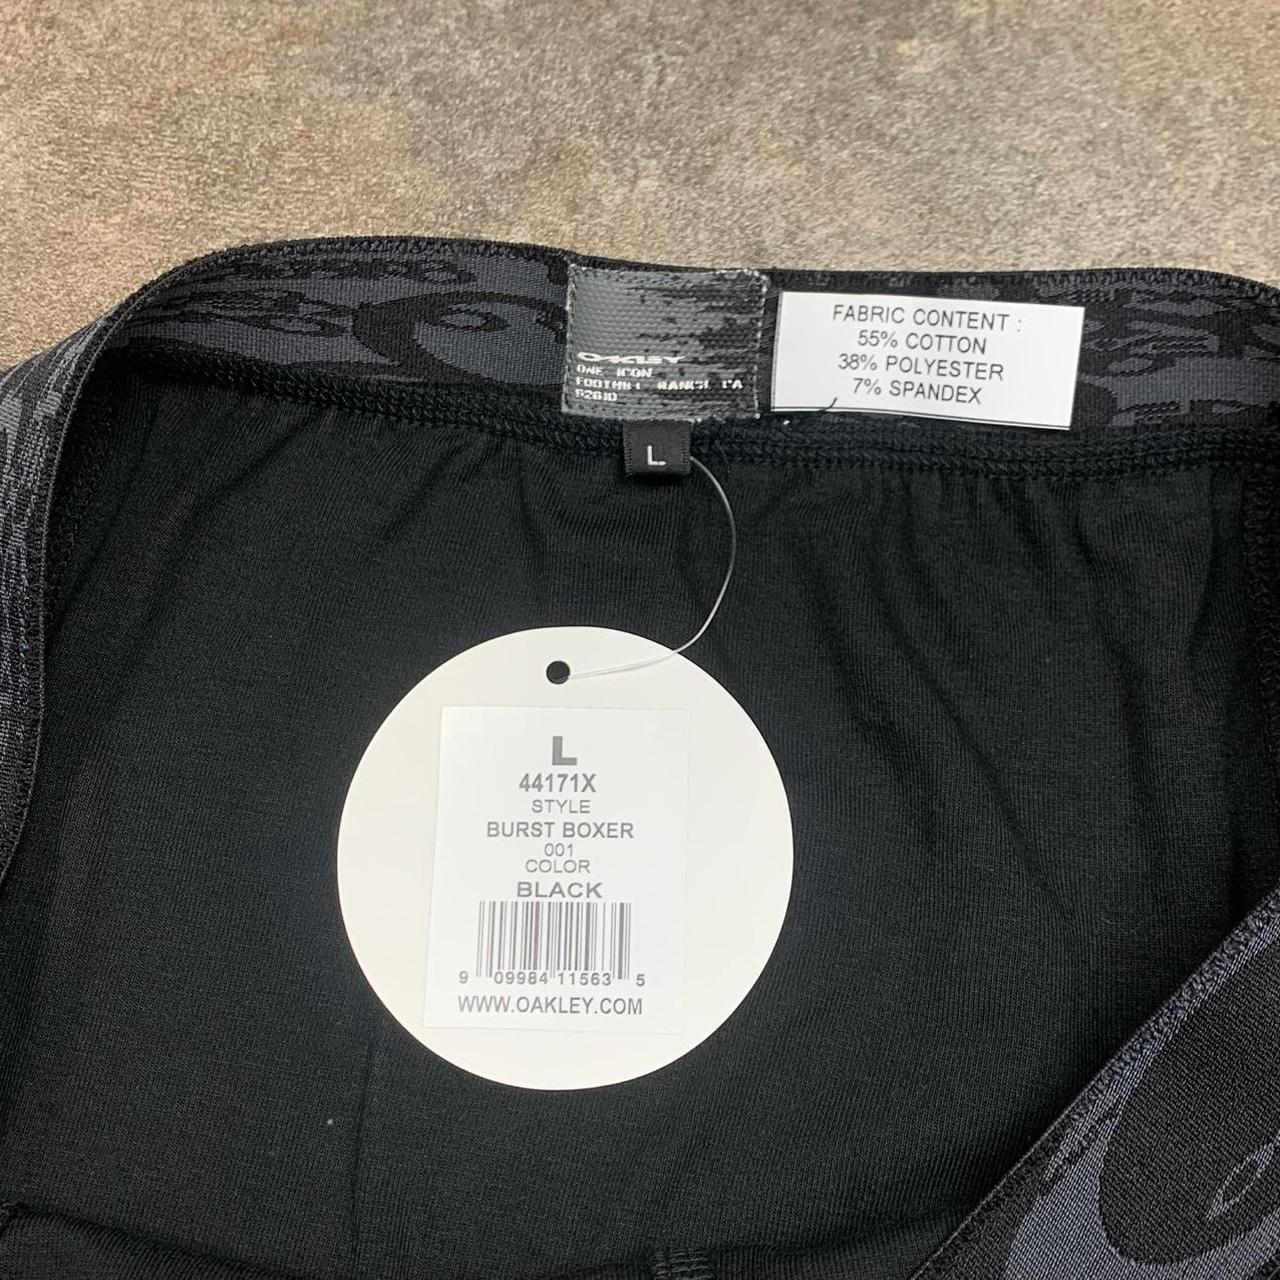 OAKLEY
ONE ICON
FOOTHILL RANCH CA
92610
FABRIC CONTENT :
55% COTTON
38% POLYESTER
7% SPANDEX
L
L
44171X
STYLE
BURST BOXER
001
COLOR
BLACK
9 09984 11563 5
WWW.OAKLEY.COM